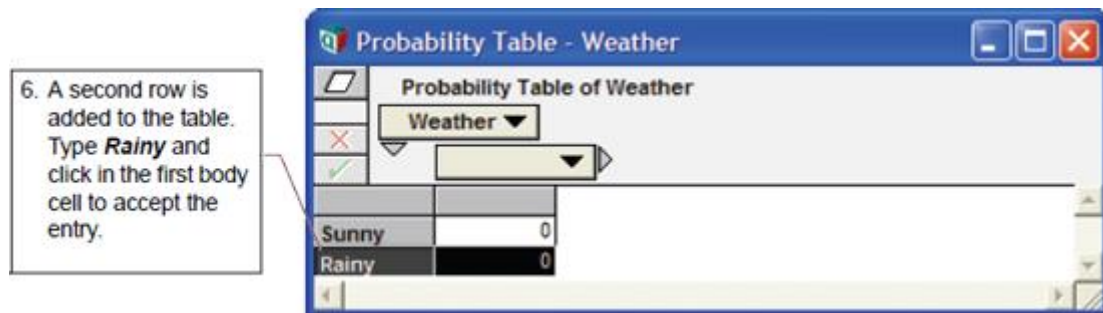 6. A second row is
added to the table.
Type Rainy and
click in the first body
cell to accept the
entry.
Probability Table - Weather
Probability Table of Weather
Weather
Sunny 0
Rainy 0